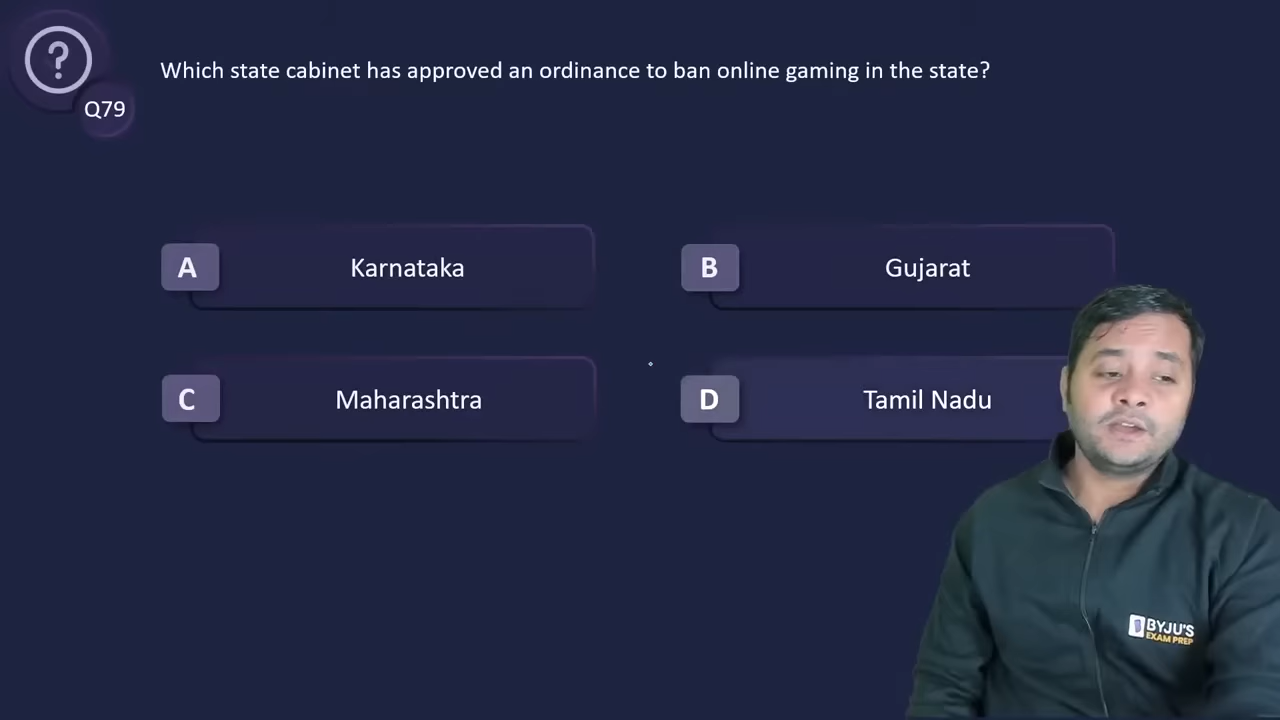 Q79
Which state cabinet has approved an ordinance to ban online gaming in the state?
A Karnataka
B Gujarat
C Maharashtra
D Tamil Nadu
BYJU'S
EXAM PREP